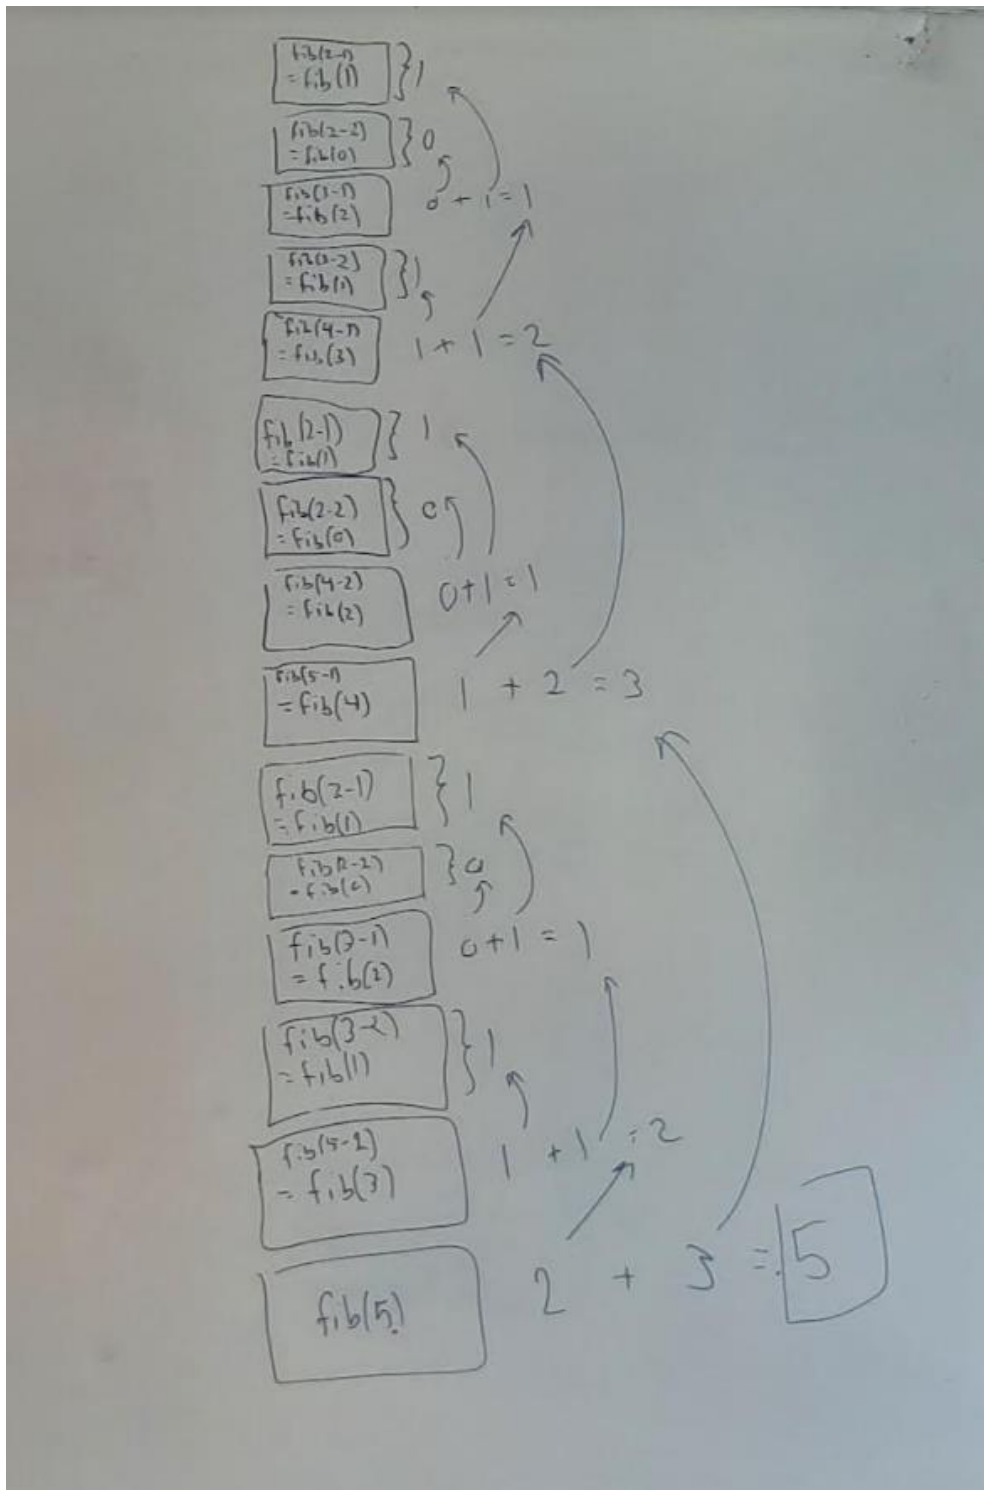 fib(2-1)
= fib(1) } 1
fib(2-2)
= fib(0) } 0
fib(3-1)
= fib(2) 0 + 1 = 1
fib(3-2)
= fib(1) } 1
fib(4-1)
= fib(3) 1 + 1 = 2
fib(2-1)
= fib(1) } 1
fib(2-2)
= fib(0) } 0
fib(4-2)
= fib(2) 0+1=1
fib(5-1)
= fib(4) 1 + 2 = 3
fib(2-1)
= fib(1) } 1
fib(2-2)
= fib(0) } 0
fib(3-1)
= fib(2) 0+1 = 1
fib(3-2)
= fib(1) } 1
fib(5-2)
= fib(3) 1 + 1 = 2
fib(5) 2 + 3 = 5